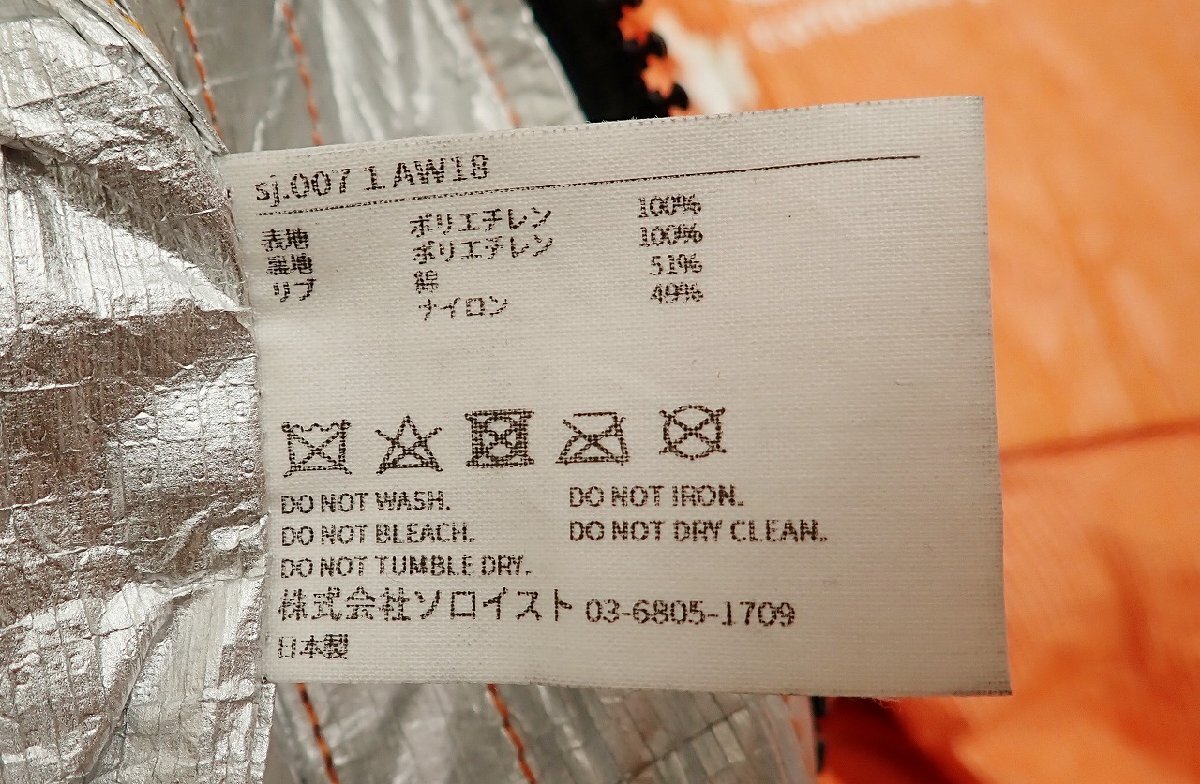 sj.007 1 AW18
表地 ポリエチレン 100%
裏地 ポリエチレン 100%
リブ 綿 51%
ナイロン 49%
DO NOT WASH. DO NOT IRON.
DO NOT BLEACH. DO NOT DRY CLEAN.
DO NOT TUMBLE DRY.
株式会社ソロイスト 03-6805-1709
日本製